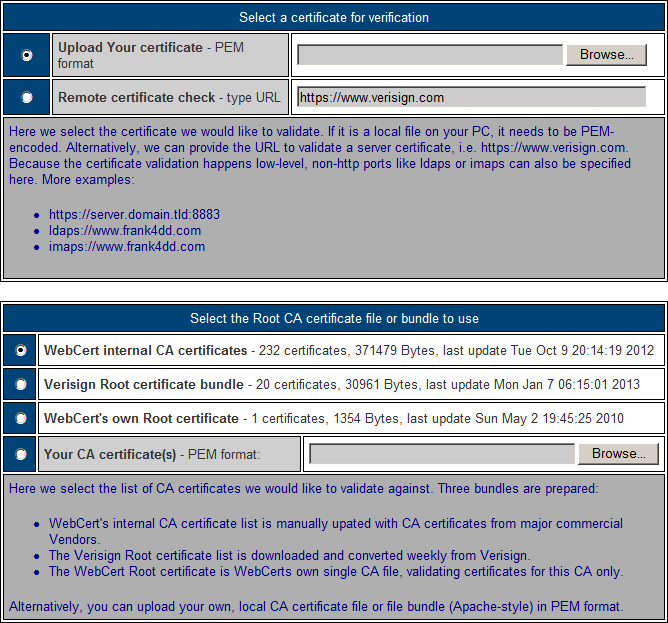 Select a certificate for verification
Upload Your certificate - PEM
format
Browse...
Remote certificate check - type URL
https://www.verisign.com
Here we select the certificate we would like to validate. If it is a local file on your PC, it needs to be PEM-
encoded. Alternatively, we can provide the URL to validate a server certificate, i.e. https://www.verisign.com.
Because the certificate validation happens low-level, non-http ports like ldaps or imaps can also be specified
here. More examples:
• https://server.domain.tld:8883
• ldaps://www.frank4dd.com
• imaps://www.frank4dd.com
Select the Root CA certificate file or bundle to use
WebCert internal CA certificates - 232 certificates, 371479 Bytes, last update Tue Oct 9 20:14:19 2012
Verisign Root certificate bundle - 20 certificates, 30961 Bytes, last update Mon Jan 7 06:15:01 2013
WebCert's own Root certificate - 1 certificates, 1354 Bytes, last update Sun May 2 19:45:25 2010
Your CA certificate(s) - PEM format:
Browse...
Here we select the list of CA certificates we would like to validate against. Three bundles are prepared:
• WebCert's internal CA certificate list is manually upated with CA certificates from major commercial
Vendors.
• The Verisign Root certificate list is downloaded and converted weekly from Verisign.
• The WebCert Root certificate is WebCerts own single CA file, validating certificates for this CA only.
Alternatively, you can upload your own, local CA certificate file or file bundle (Apache-style) in PEM format.